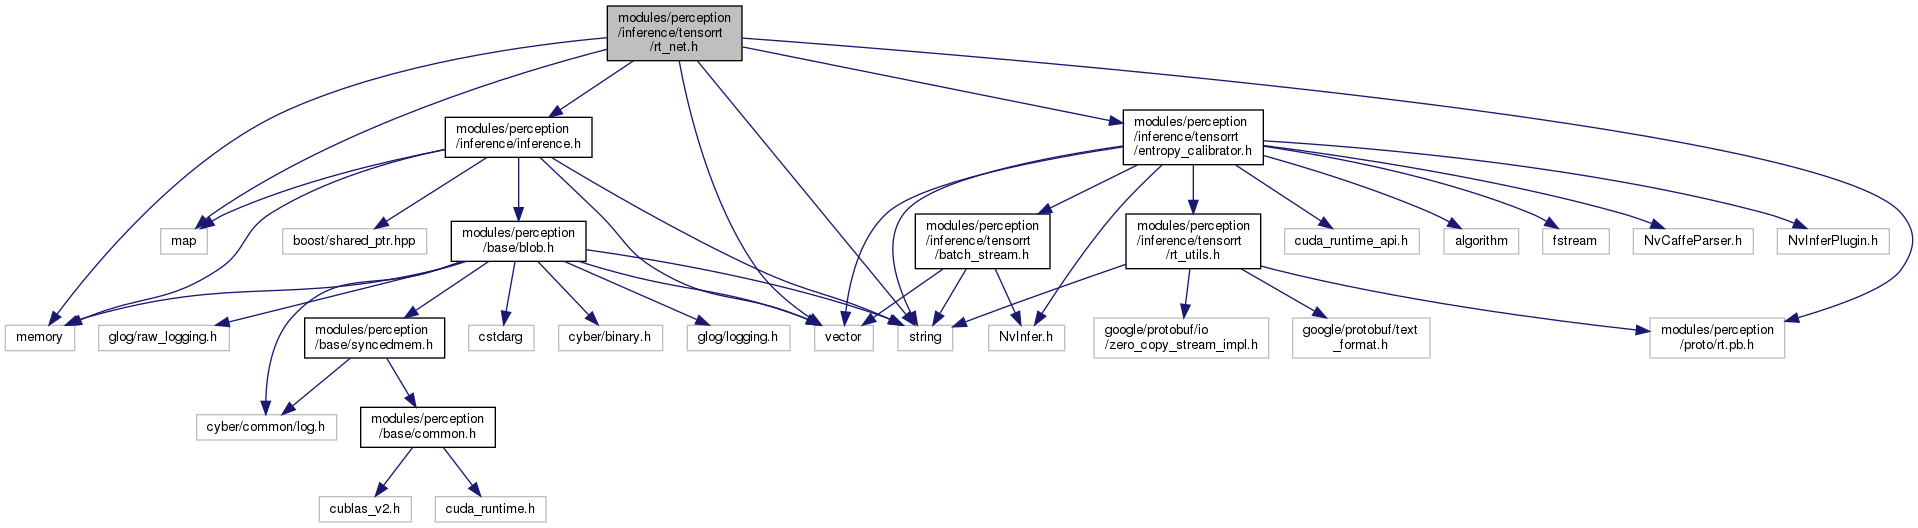 modules/perception
/inference/tensorrt
/rt_net.h
modules/perception
/inference/inference.h
modules/perception
/inference/tensorrt
/entropy_calibrator.h
map
boost/shared_ptr.hpp
modules/perception
/base/blob.h
modules/perception
/inference/tensorrt
/batch_stream.h
modules/perception
/inference/tensorrt
/rt_utils.h
cuda_runtime_api.h
algorithm
fstream
NvCaffeParser.h
NvInferPlugin.h
memory
glog/raw_logging.h
modules/perception
/base/syncedmem.h
cstdarg
cyber/binary.h
glog/logging.h
vector
string
NvInfer.h
google/protobuf/io
/zero_copy_stream_impl.h
google/protobuf/text
_format.h
modules/perception
/proto/rt.pb.h
cyber/common/log.h
modules/perception
/base/common.h
cublas_v2.h
cuda_runtime.h